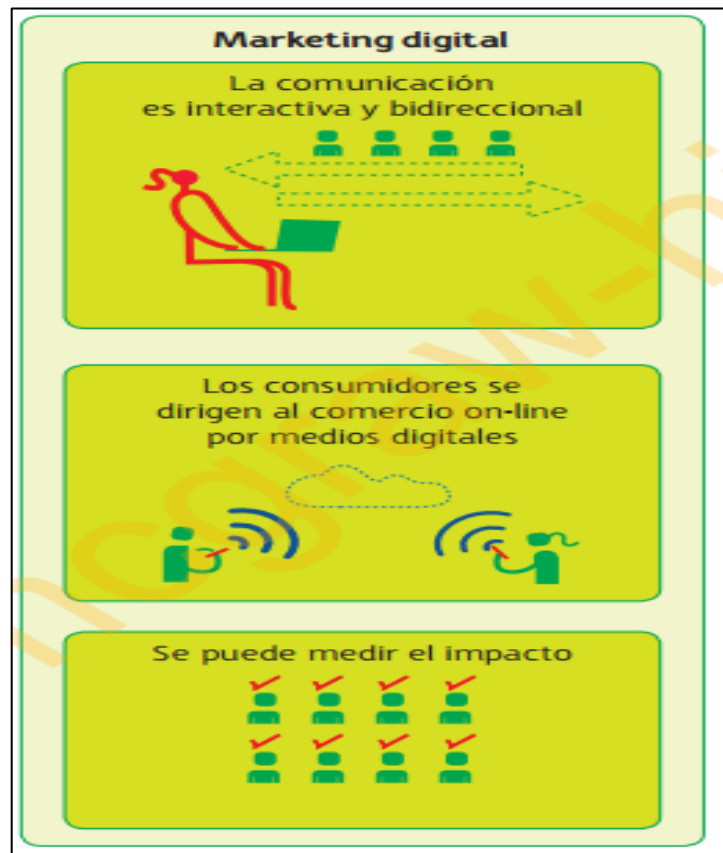 Marketing digital
La comunicación
es interactiva y bidireccional
Los consumidores se
dirigen al comercio on-line
por medios digitales
Se puede medir el impacto